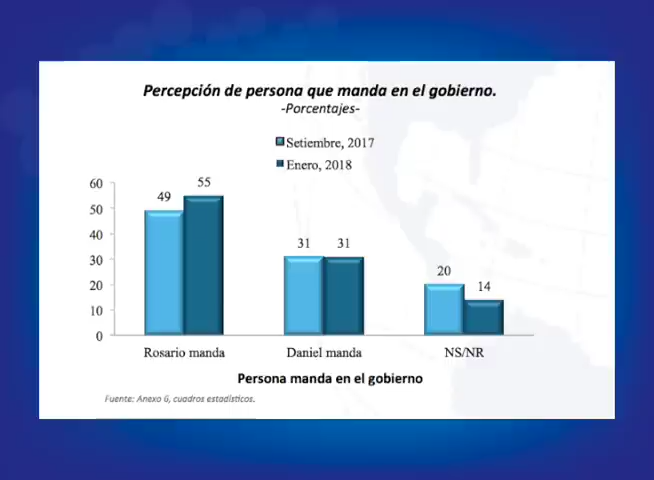 Percepción de persona que manda en el gobierno.
-Porcentajes-
Setiembre, 2017
Enero, 2018
60
50
40
30
20
10
0
49
55
31
31
20
14
Rosario manda
Daniel manda
NS/NR
Persona manda en el gobierno
Fuente: Anexo G, cuadros estadísticos.